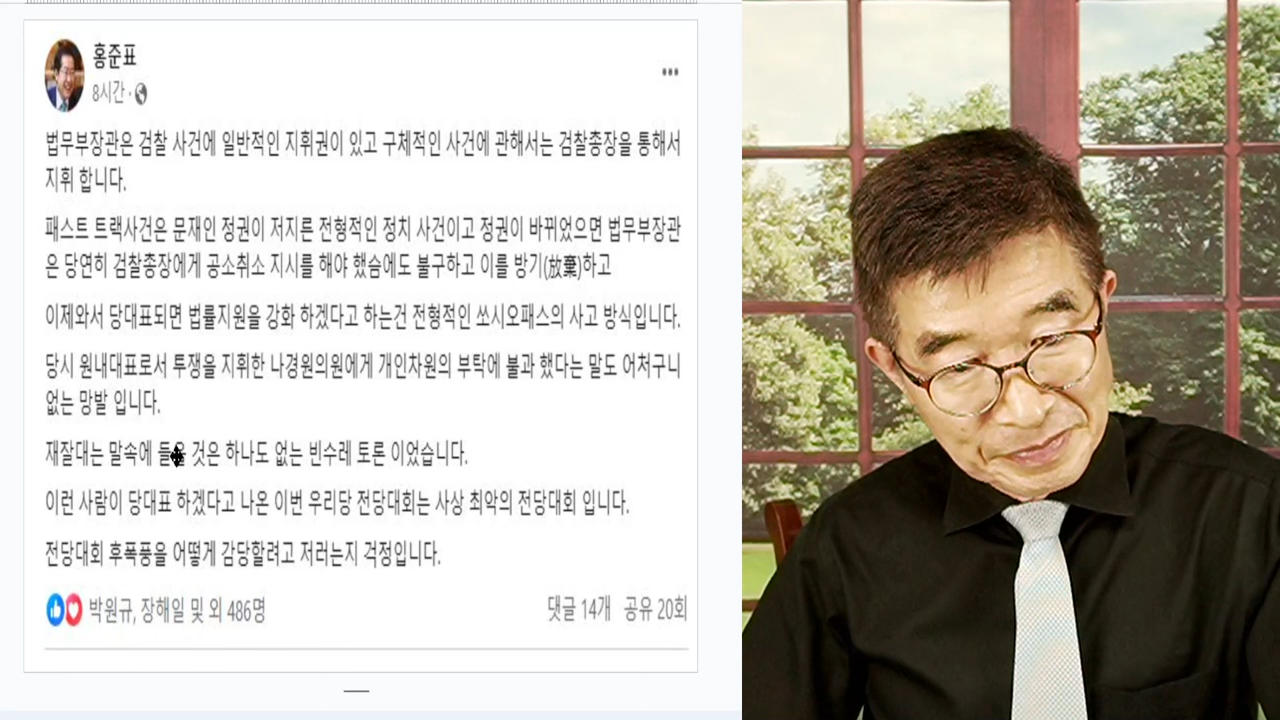 홍준표
8시간 ·
법무부장관은 검찰 사건에 일반적인 지휘권이 있고 구체적인 사건에 관해서는 검찰총장을 통해서
지휘 합니다.
패스트 트랙사건은 문재인 정권이 저지른 전형적인 정치 사건이고 정권이 바뀌었으면 법무부장관
은 당연히 검찰총장에게 공소취소 지시를 해야 했슴에도 불구하고 이를 방기(放棄)하고
이제와서 당대표되면 법률지원을 강화 하겠다고 하는건 전형적인 쏘시오패스의 사고 방식입니다.
당시 원내대표로서 투쟁을 지휘한 나경원의원에게 개인차원의 부탁에 불과 했다는 말도 어처구니
없는 망발 입니다.
재잘대는 말속에 것은 하나도 없는 빈수레 토론 이었습니다.
이런 사람이 당대표 하겠다고 나온 이번 우리당 전당대회는 사상 최악의 전당대회 입니다.
전당대회 후폭풍을 어떻게 감당할려고 저러는지 걱정입니다.
박원규, 장해일 및 외 486명
댓글 14개 공유 20회